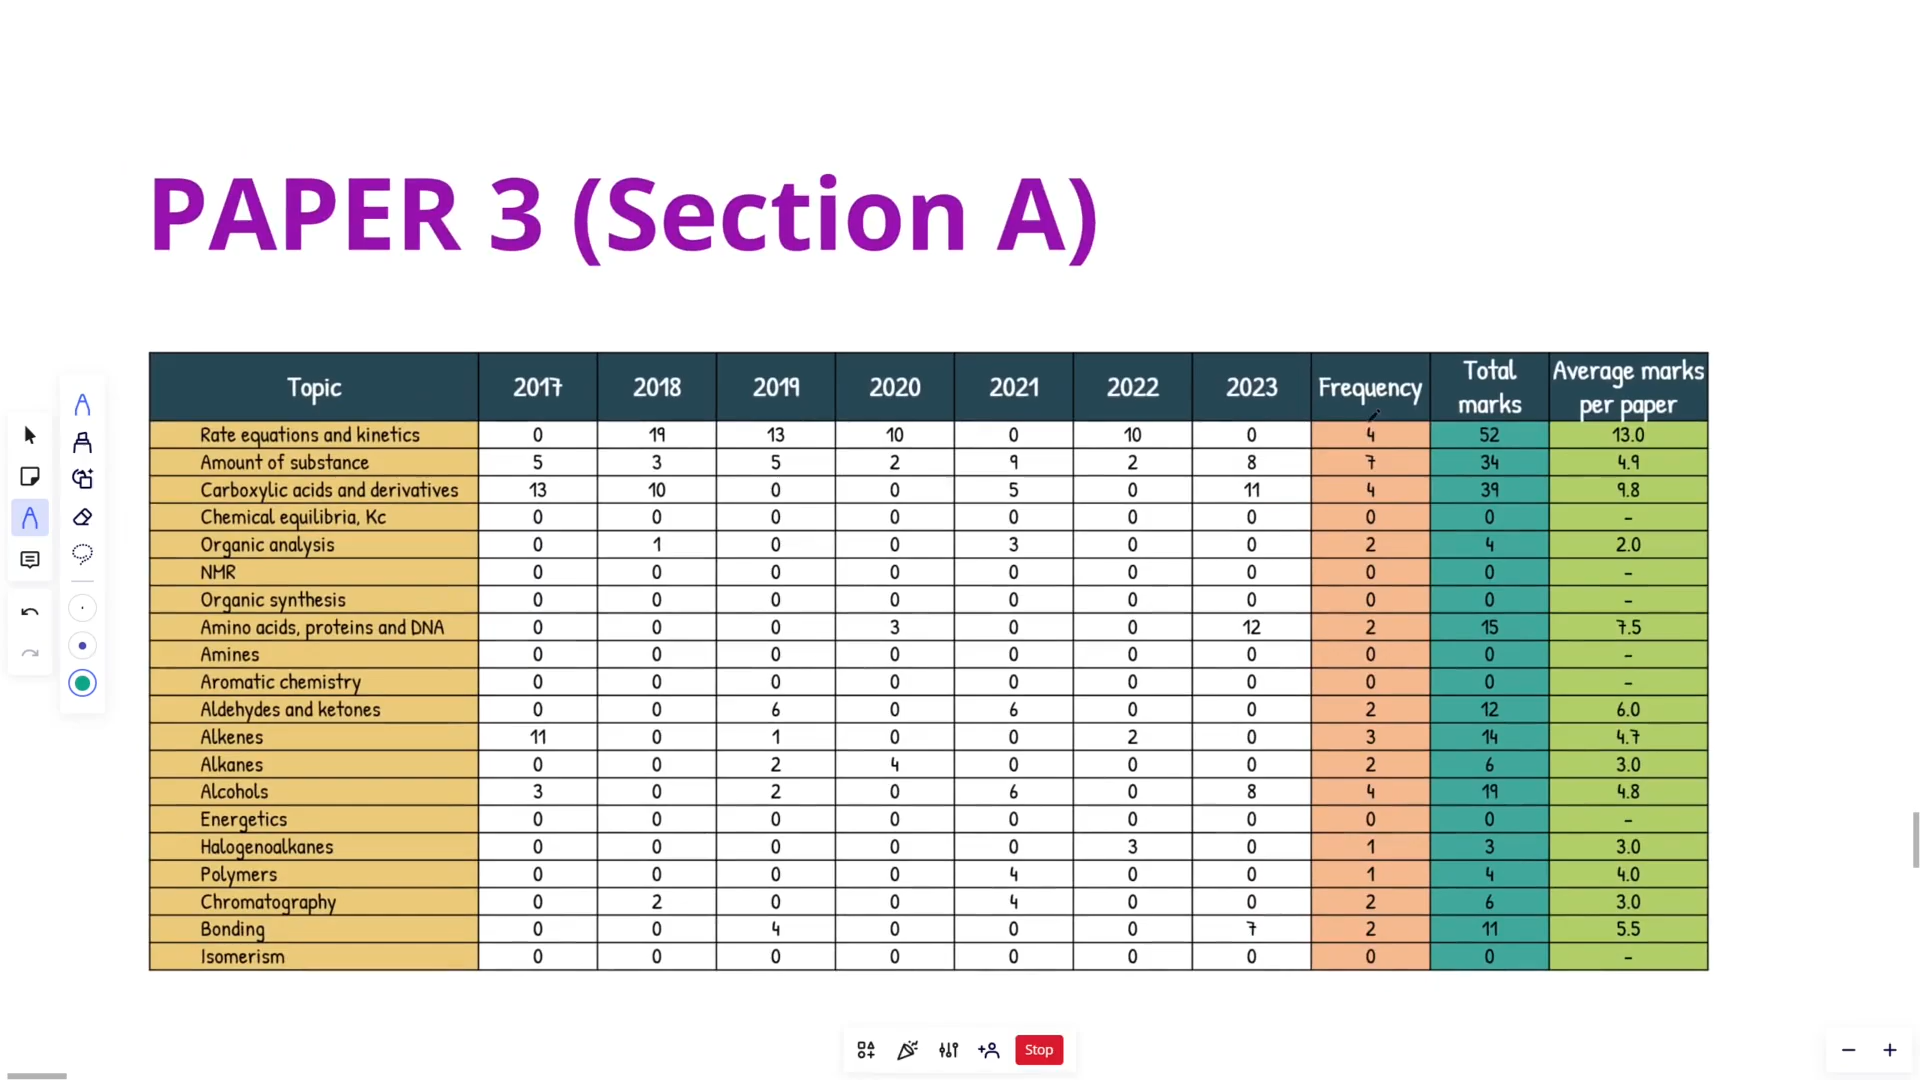 PAPER 3 (Section A)
Topic 2017 2018 2019 2020 2021 2022 2023 Frequency Total marks Average marks per paper
Rate equations and kinetics 0 19 13 10 0 10 0 4 52 13.0
Amount of substance 5 3 5 2 9 2 8 7 34 4.9
Carboxylic acids and derivatives 13 10 0 0 5 0 11 4 39 9.8
Chemical equilibria, Kc 0 0 0 0 0 0 0 0 0 -
Organic analysis 0 1 0 0 3 0 0 2 4 2.0
NMR 0 0 0 0 0 0 0 0 0 -
Organic synthesis 0 0 0 0 0 0 0 0 0 -
Amino acids, proteins and DNA 0 0 0 3 0 0 12 2 15 7.5
Amines 0 0 0 0 0 0 0 0 0 -
Aromatic chemistry 0 0 0 0 0 0 0 0 0 -
Aldehydes and ketones 0 0 6 0 6 0 0 2 12 6.0
Alkenes 11 0 1 0 0 2 0 3 14 4.7
Alkanes 0 0 2 4 0 0 0 2 6 3.0
Alcohols 3 0 2 0 6 0 8 4 19 4.8
Energetics 0 0 0 0 0 0 0 0 0 -
Halogenoalkanes 0 0 0 0 0 3 0 1 3 3.0
Polymers 0 0 0 0 4 0 0 1 4 4.0
Chromatography 0 2 0 0 4 0 0 2 6 3.0
Bonding 0 0 4 0 0 0 7 2 11 5.5
Isomerism 0 0 0 0 0 0 0 0 0 -
Stop